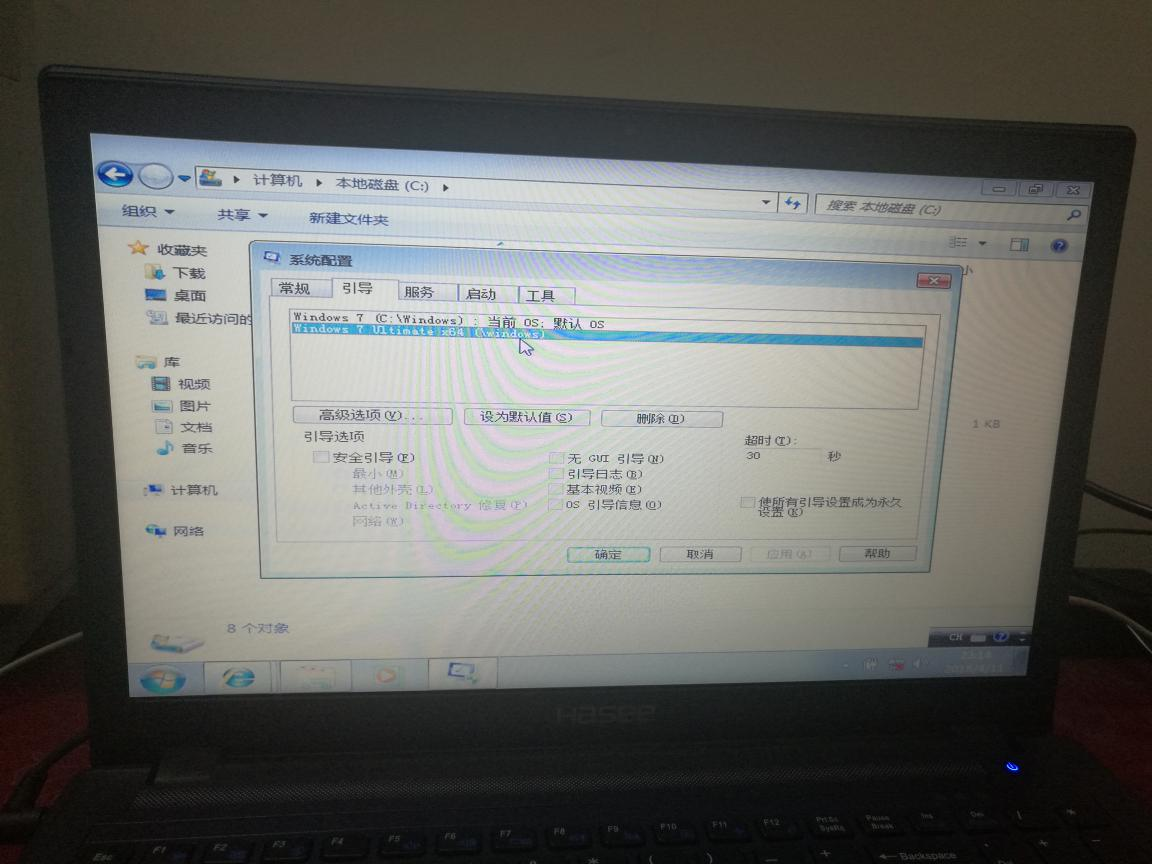 计算机 本地磁盘 (C:)
搜索 本地磁盘 (C:)
组织 共享 新建文件夹
收藏夹
下载
桌面
最近访问的
库
视频
图片
文档
音乐
计算机
网络
小
1 KB
系统配置
常规 引导 服务 启动 工具
Windows 7 (C:\Windows) : 当前 OS; 默认 OS
Windows 7 Ultimate x64 (\windows)
高级选项(V)... 设为默认值(S) 删除(D)
引导选项
超时(T):
安全引导(F)
最小(M)
其他外壳(L)
Active Directory 修复(P)
网络(W)
无 GUI 引导(N)
引导日志(B)
基本视频(E)
OS 引导信息(O)
30 秒
使所有引导设置成为永久
设置(K)
确定 取消 应用(A) 帮助
8 个对象
CH
23:14
Hasee
Esc F1 F2 F3 F4 F5 F6 F7 F8 F9 F10 F11 F12 PrtSc SysRq Pause Break Ins Del
Backspace